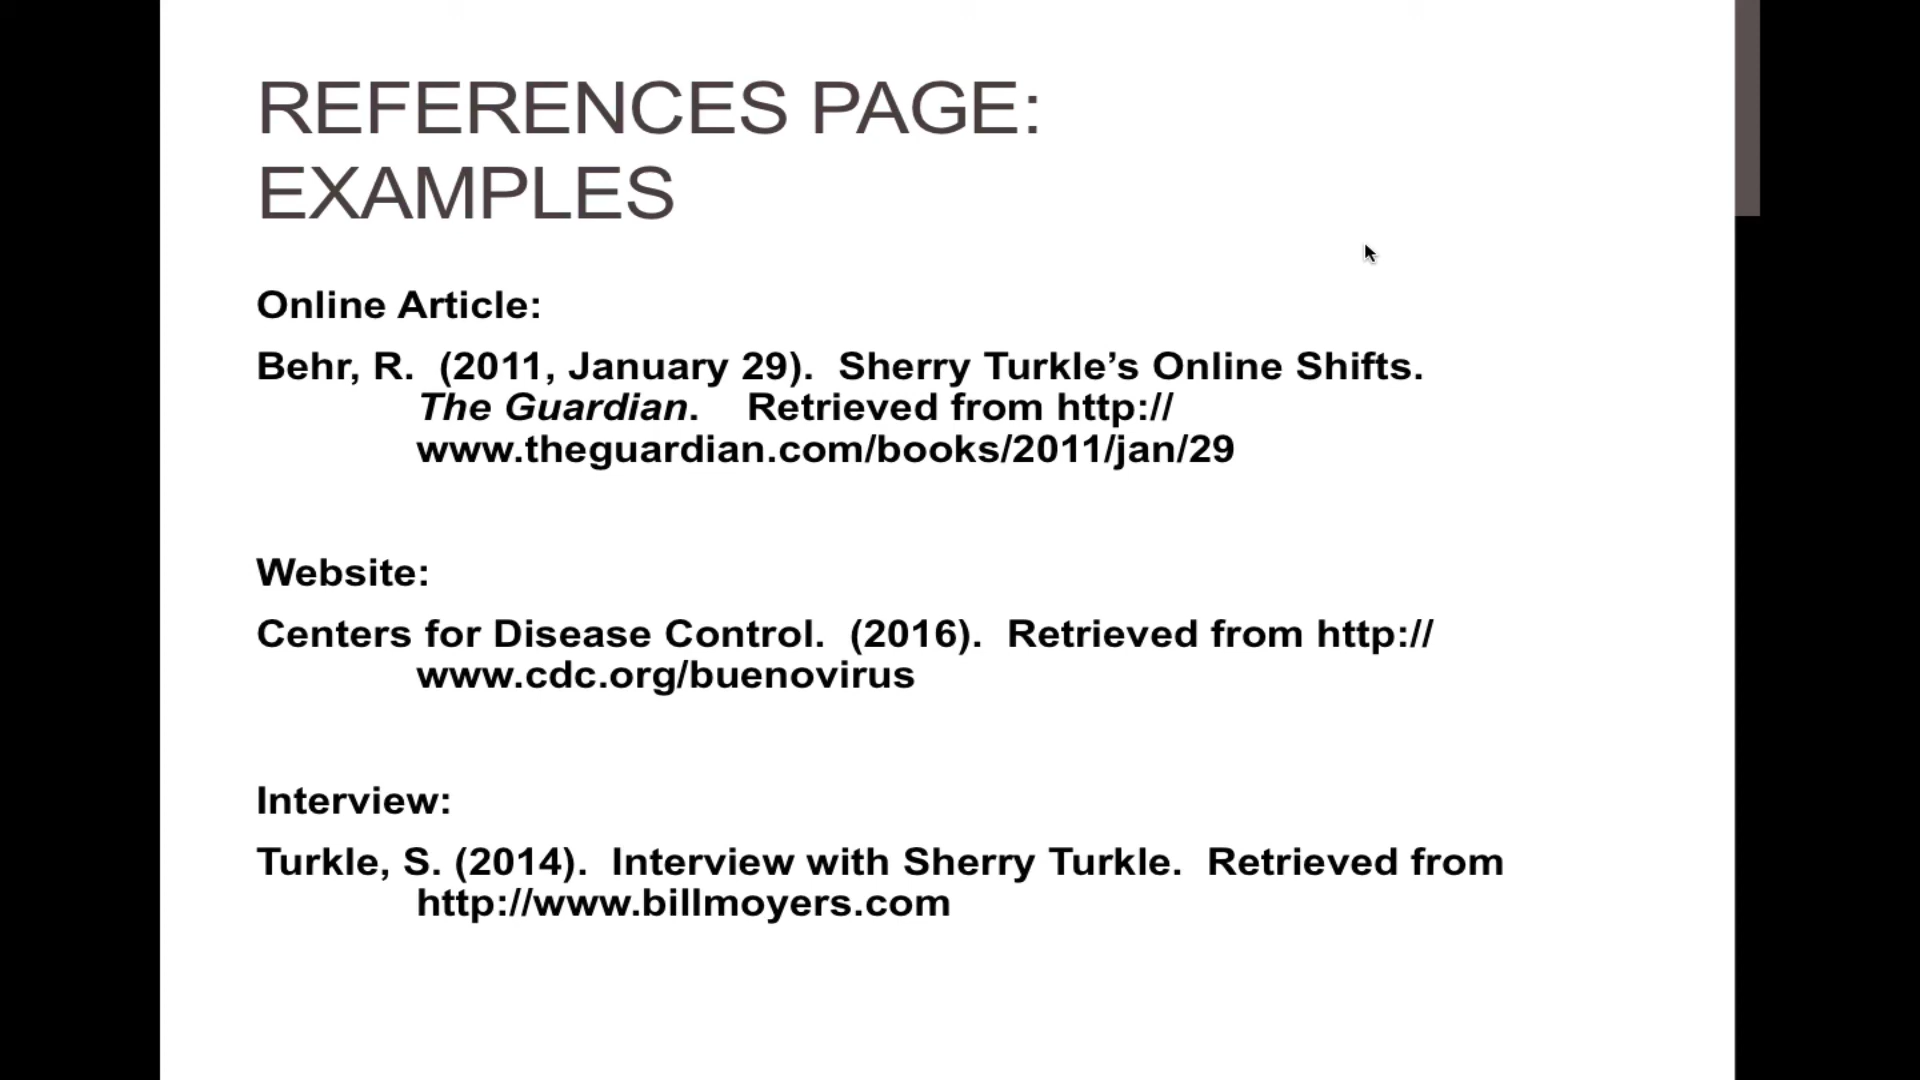 REFERENCES PAGE:
EXAMPLES
Online Article:
Behr, R.  (2011, January 29).  Sherry Turkle’s Online Shifts.
The Guardian.    Retrieved from http://
www.theguardian.com/books/2011/jan/29
Website:
Centers for Disease Control.  (2016).  Retrieved from http://
www.cdc.org/buenovirus
Interview:
Turkle, S. (2014).  Interview with Sherry Turkle.  Retrieved from
http://www.billmoyers.com